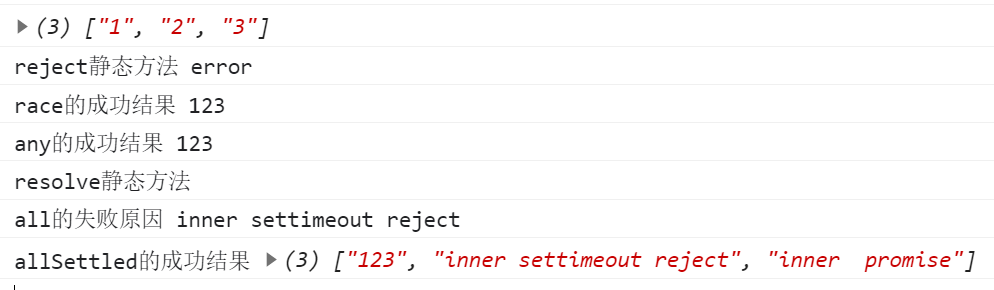 ▶(3) ["1", "2", "3"]
reject静态方法 error
race的成功结果 123
any的成功结果 123
resolve静态方法
all的失败原因 inner settimeout reject
allSettled的成功结果 ▶(3) ["123", "inner settimeout reject", "inner  promise"]